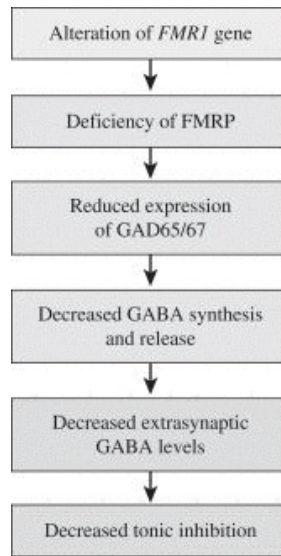 Alteration of FMR1 gene
Deficiency of FMRP
Reduced expression
of GAD65/67
Decreased GABA synthesis
and release
Decreased extrasynaptic
GABA levels
Decreased tonic inhibition